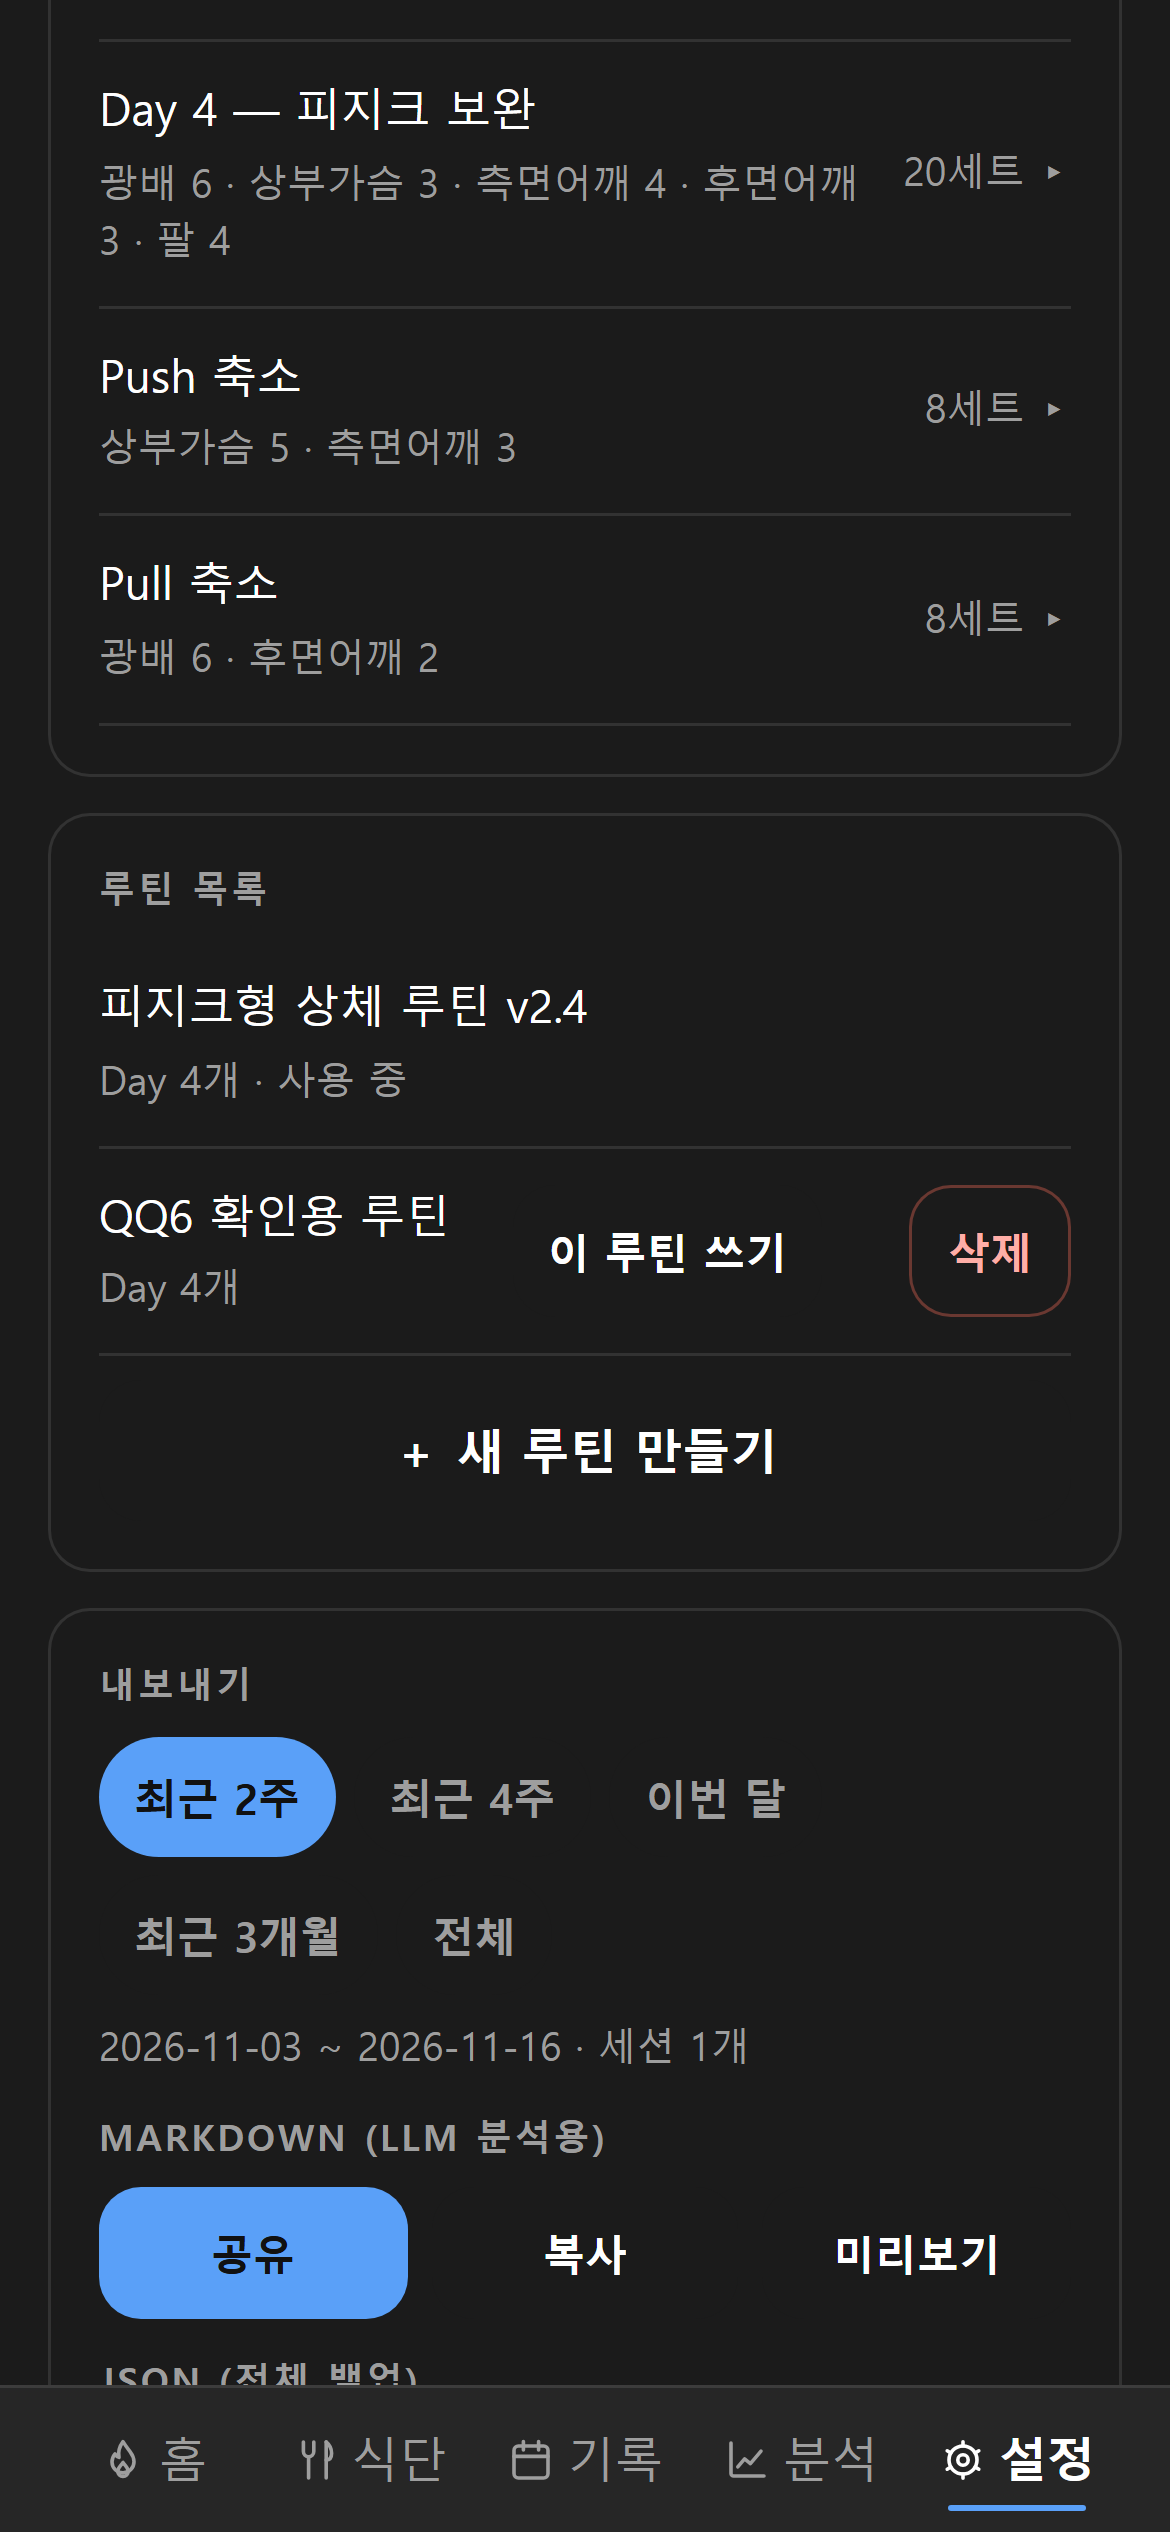 Day 4 — 피지크 보완
광배 6 · 상부가슴 3 · 측면어깨 4 · 후면어깨
3 · 팔 4
20세트 ▸
Push 축소
상부가슴 5 · 측면어깨 3
8세트 ▸
Pull 축소
광배 6 · 후면어깨 2
8세트 ▸
루틴 목록
피지크형 상체 루틴 v2.4
Day 4개 · 사용 중
QQ6 확인용 루틴
Day 4개
이 루틴 쓰기
삭제
+ 새 루틴 만들기
내보내기
최근 2주 최근 4주 이번 달
최근 3개월 전체
2026-11-03 ~ 2026-11-16 · 세션 1개
MARKDOWN (LLM 분석용)
공유 복사 미리보기
JSON (전체 백업)
홈 식단 기록 분석 설정